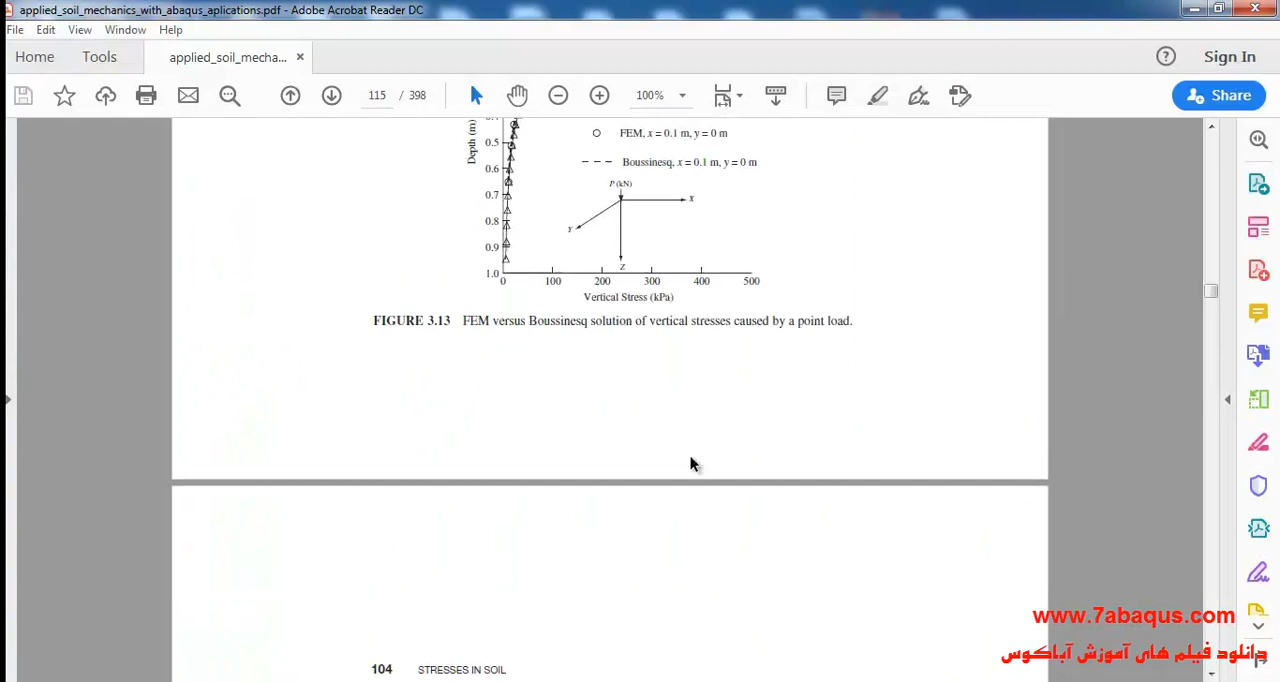 applied_soil_mechanics_with_abaqus_aplications.pdf - Adobe Acrobat Reader DC
File Edit View Window Help
Home Tools applied_soil_mecha... × ? Sign In
115 / 398 100% Share
0.5
0.6
0.7
0.8
0.9
1.0
Depth (m)
FEM, x = 0.1 m, y = 0 m
Boussinesq, x = 0.1 m, y = 0 m
P (kN)
X
Y
Z
0 100 200 300 400 500
Vertical Stress (kPa)
FIGURE 3.13 FEM versus Boussinesq solution of vertical stresses caused by a point load.
104 STRESSES IN SOIL
www.7abaqus.com
دانلود فیلم های آموزش آباکوس